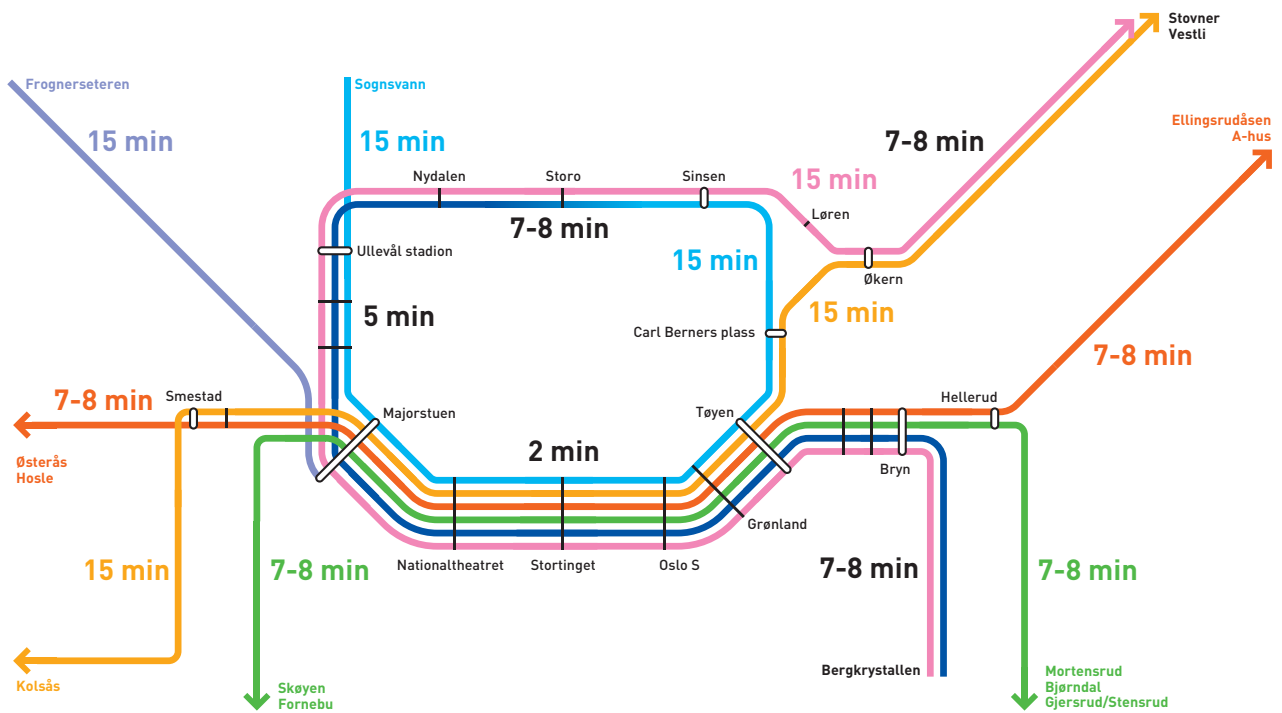 Stovner
Vestli
Frognerseteren
Sognsvann
Ellingsrudåsen
A-hus
15 min
15 min
7-8 min
Nydalen
Storo
Sinsen
15 min
Løren
7-8 min
Ullevål stadion
15 min
Økern
5 min
15 min
Carl Berners plass
7-8 min
7-8 min
Smestad
Hellerud
Majorstuen
Tøyen
2 min
Østerås
Hosle
Bryn
Grønland
15 min
7-8 min
Nationaltheatret
Stortinget
Oslo S
7-8 min
7-8 min
Kolsås
Skøyen
Fornebu
Bergkrystallen
Mortensrud
Bjørndal
Gjersrud/Stensrud